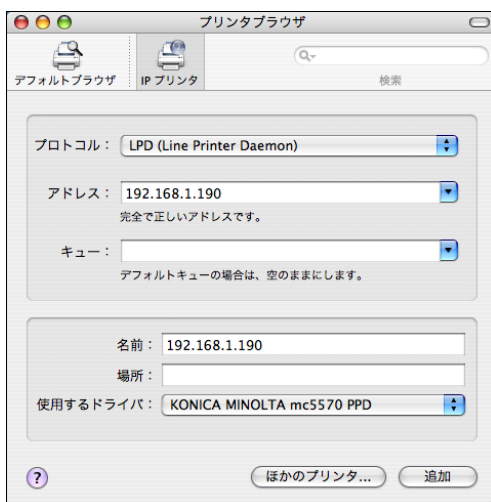 プリンタブラウザ
デフォルトブラウザ
IP プリンタ
検索
プロトコル：
LPD (Line Printer Daemon)
アドレス：
192.168.1.190
完全で正しいアドレスです。
キュー：
デフォルトキューの場合は、空のままにします。
名前：
192.168.1.190
場所：
使用するドライバ：
KONICA MINOLTA mc5570 PPD
?
ほかのプリンタ...
追加